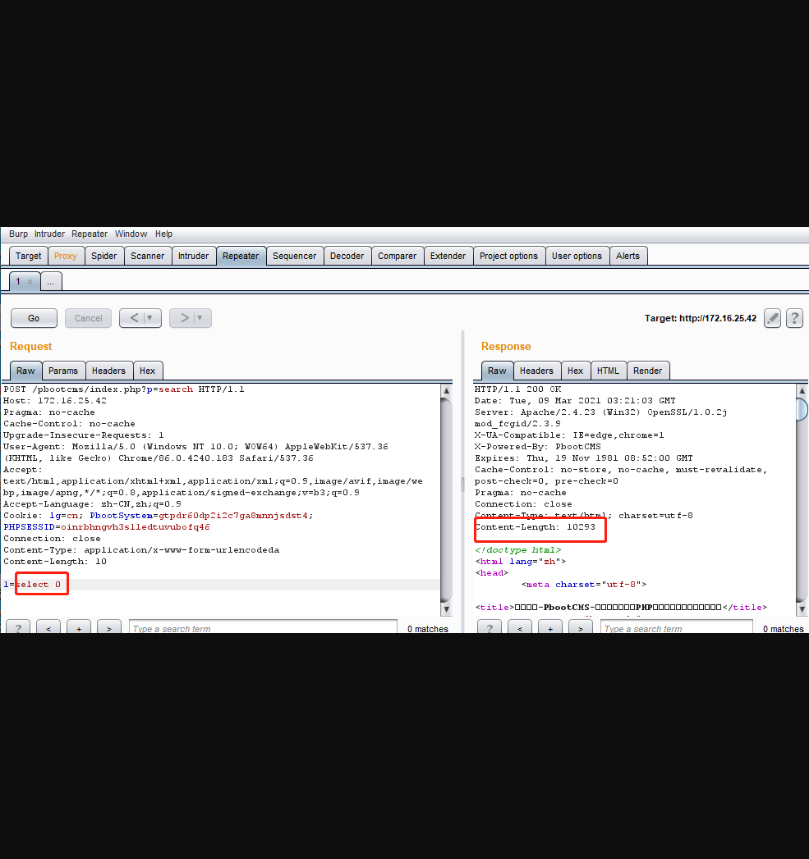 Burp Intruder Repeater Window Help
Target Proxy Spider Scanner Intruder Repeater Sequencer Decoder Comparer Extender Project options User options Alerts
1 × ...
Go Cancel < | ▼ > | ▼ Target: http://172.16.25.42 ?
Request
Raw Params Headers Hex
POST /pbootcms/index.php?p=search HTTP/1.1
Host: 172.16.25.42
Pragma: no-cache
Cache-Control: no-cache
Upgrade-Insecure-Requests: 1
User-Agent: Mozilla/5.0 (Windows NT 10.0; WOW64) AppleWebKit/537.36
(KHTML, like Gecko) Chrome/86.0.4240.183 Safari/537.36
Accept:
text/html,application/xhtml+xml,application/xml;q=0.9,image/avif,image/we
bp,image/apng,*/*;q=0.8,application/signed-exchange;v=b3;q=0.9
Accept-Language: zh-CN,zh;q=0.9
Cookie: lg=cn; PbootSystem=gtpdr60dp2i2c7ga8mnnjsdst4;
PHPSESSID=oinrbhngvh3slledtuvubofq46
Connection: close
Content-Type: application/x-www-form-urlencodeda
Content-Length: 10
1=select 0
? < + > Type a search term 0 matches
Response
Raw Headers Hex HTML Render
HTTP/1.1 200 OK
Date: Tue, 09 Mar 2021 03:21:03 GMT
Server: Apache/2.4.23 (Win32) OpenSSL/1.0.2j
mod_fcgid/2.3.9
X-UA-Compatible: IE=edge,chrome=1
X-Powered-By: PbootCMS
Expires: Thu, 19 Nov 1981 08:52:00 GMT
Cache-Control: no-store, no-cache, must-revalidate,
post-check=0, pre-check=0
Pragma: no-cache
Connection: close
Content-Type: text/html; charset=utf-8
Content-Length: 10293
<!doctype html>
<html lang="zh">
<head>
<meta charset="utf-8">
<title>□□□□-PbootCMS-□□□□□□□PHP□□□□□□□□□□□□</title>
? < + > Type a search term 0 matches